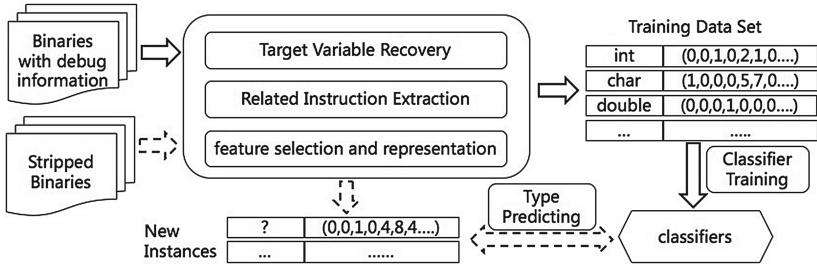 Binaries
with debug
information
Stripped
Binaries
Target Variable Recovery
Related Instruction Extraction
feature selection and representation
Training Data Set
int (0,0,1,0,2,1,0....)
char (1,0,0,0,5,7,0....)
double (0,0,0,1,0,0,0....)
... .....
Classifier
Training
Type
Predicting
New
Instances
? (0,0,1,0,4,8,4....)
... ......
classifiers